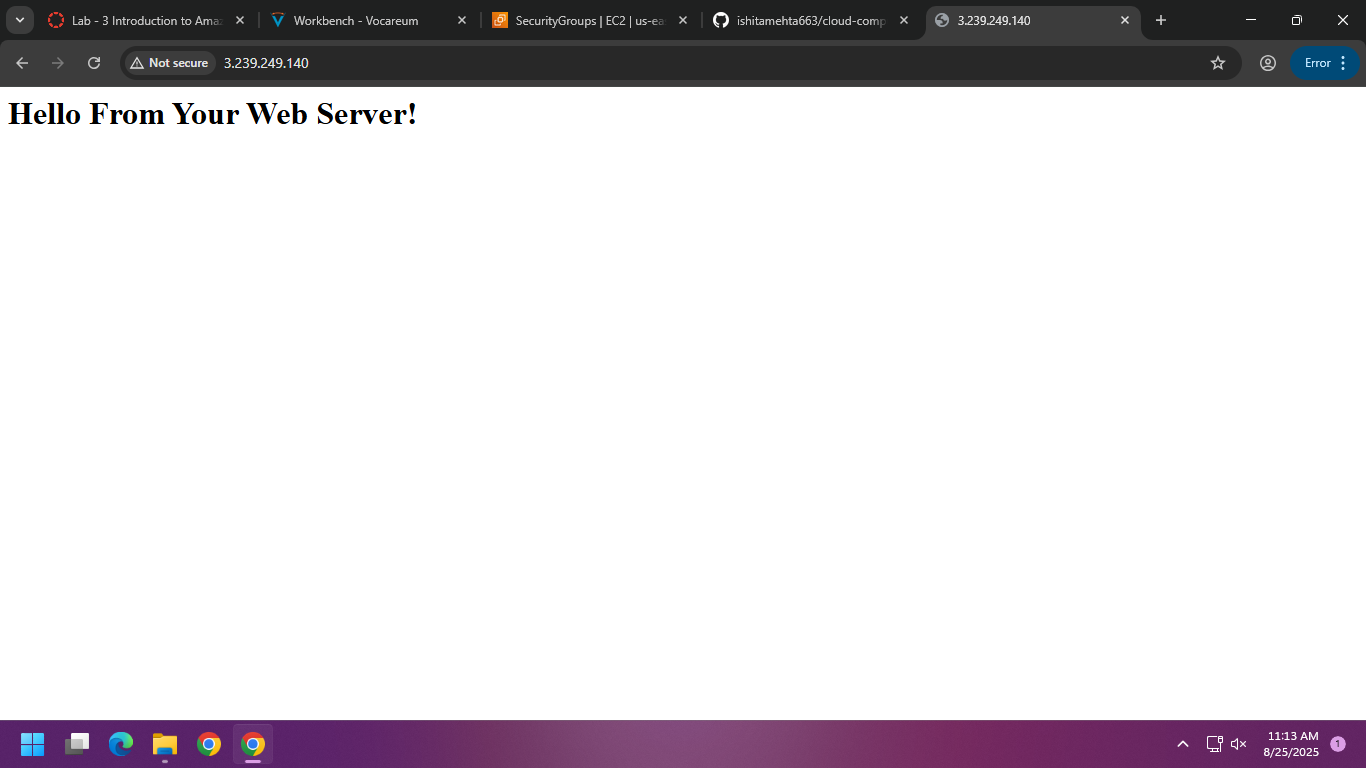 Lab - 3 Introduction to Ama
Workbench - Vocareum
SecurityGroups | EC2 | us-ea
ishitamehta663/cloud-comp
3.239.249.140
Not secure
3.239.249.140
Error
Hello From Your Web Server!
11:13 AM
8/25/2025
1